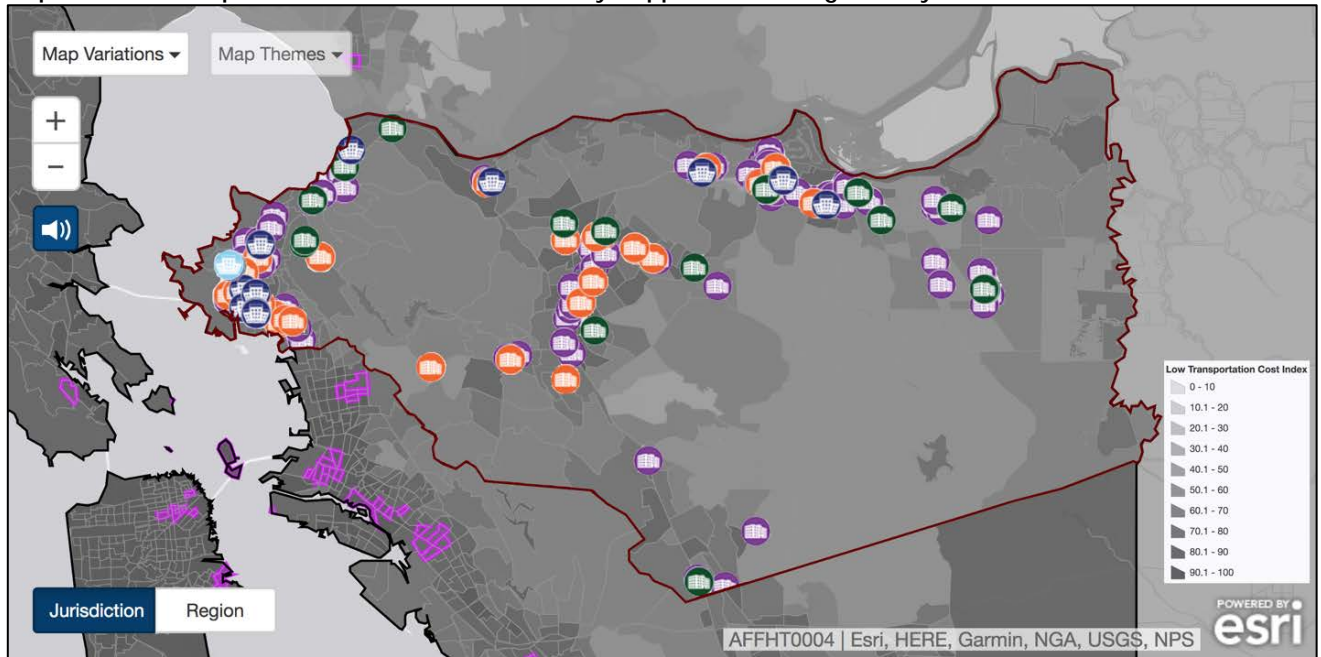 Map Variations
Map Themes
+
−
Low Transportation Cost Index
0 - 10
10.1 - 20
20.1 - 30
30.1 - 40
40.1 - 50
50.1 - 60
60.1 - 70
70.1 - 80
80.1 - 90
90.1 - 100
Jurisdiction
Region
POWERED BY
esri
AFFHT0004 | Esri, HERE, Garmin, NGA, USGS, NPS